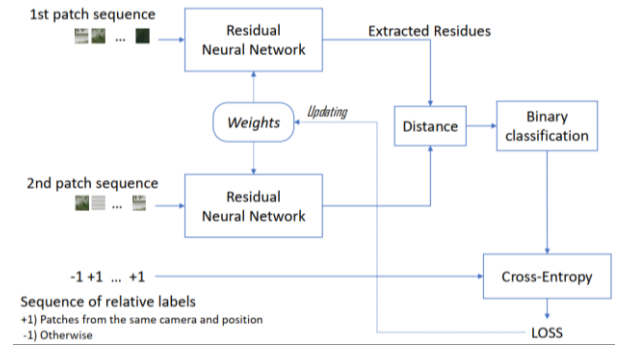 1st patch sequence
...
Residual
Neural Network
Extracted Residues
Weights
Updating
Distance
Binary
classification
2nd patch sequence
...
Residual
Neural Network
-1 +1 ... +1
Cross-Entropy
Sequence of relative labels
+1) Patches from the same camera and position
-1) Otherwise
LOSS